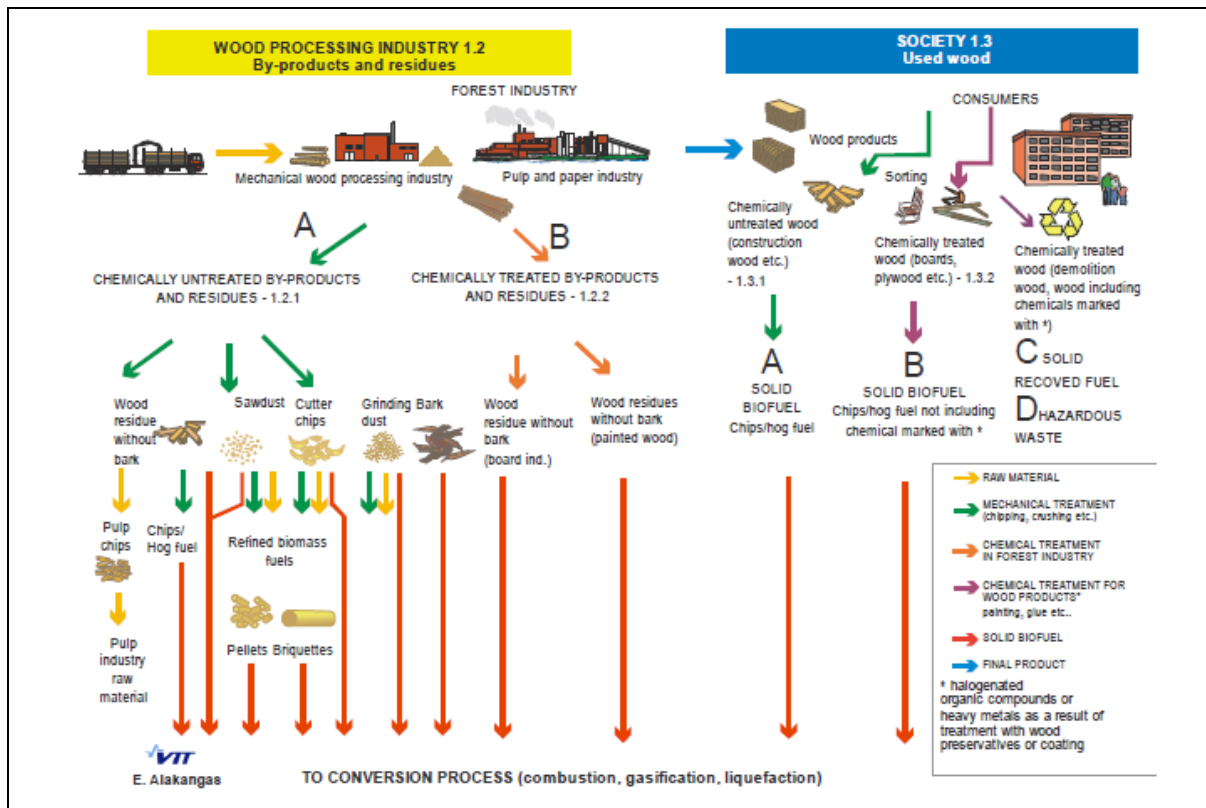 WOOD PROCESSING INDUSTRY 1.2
By-products and residues
SOCIETY 1.3
Used wood
FOREST INDUSTRY
CONSUMERS
Wood products
Mechanical wood processing industry
Pulp and paper industry
Sorting
A
B
CHEMICALLY UNTREATED BY-PRODUCTS
AND RESIDUES - 1.2.1
CHEMICALLY TREATED BY-PRODUCTS
AND RESIDUES - 1.2.2
Chemically
untreated wood
(construction
wood etc.)
- 1.3.1
Chemically treated
wood (boards,
plywood etc.) - 1.3.2
Chemically treated
wood (demolition
wood, wood including
chemicals marked
with *)
A
SOLID
BIOFUEL
Chips/hog fuel
B
SOLID BIOFUEL
Chips/hog fuel not including
chemical marked with *
C SOLID
RECOVED FUEL
D HAZARDOUS
WASTE
Wood
residue
without
bark
Sawdust
Cutter
chips
Grinding
dust
Bark
Wood
residue without
bark
(board ind.)
Wood residues
without bark
(painted wood)
Pulp
chips
Chips/
Hog fuel
Refined biomass
fuels
Pulp
industry
raw
material
Pellets
Briquettes
RAW MATERIAL
MECHANICAL TREATMENT
(chipping, crushing etc.)
CHEMICAL TREATMENT
IN FOREST INDUSTRY
CHEMICAL TREATMENT FOR
WOOD PRODUCTS*
painting, glue etc..
SOLID BIOFUEL
FINAL PRODUCT
* halogenated
organic compounds or
heavy metals as a result of
treatment with wood
preservatives or coating
VTT
E. Alakangas
TO CONVERSION PROCESS (combustion, gasification, liquefaction)